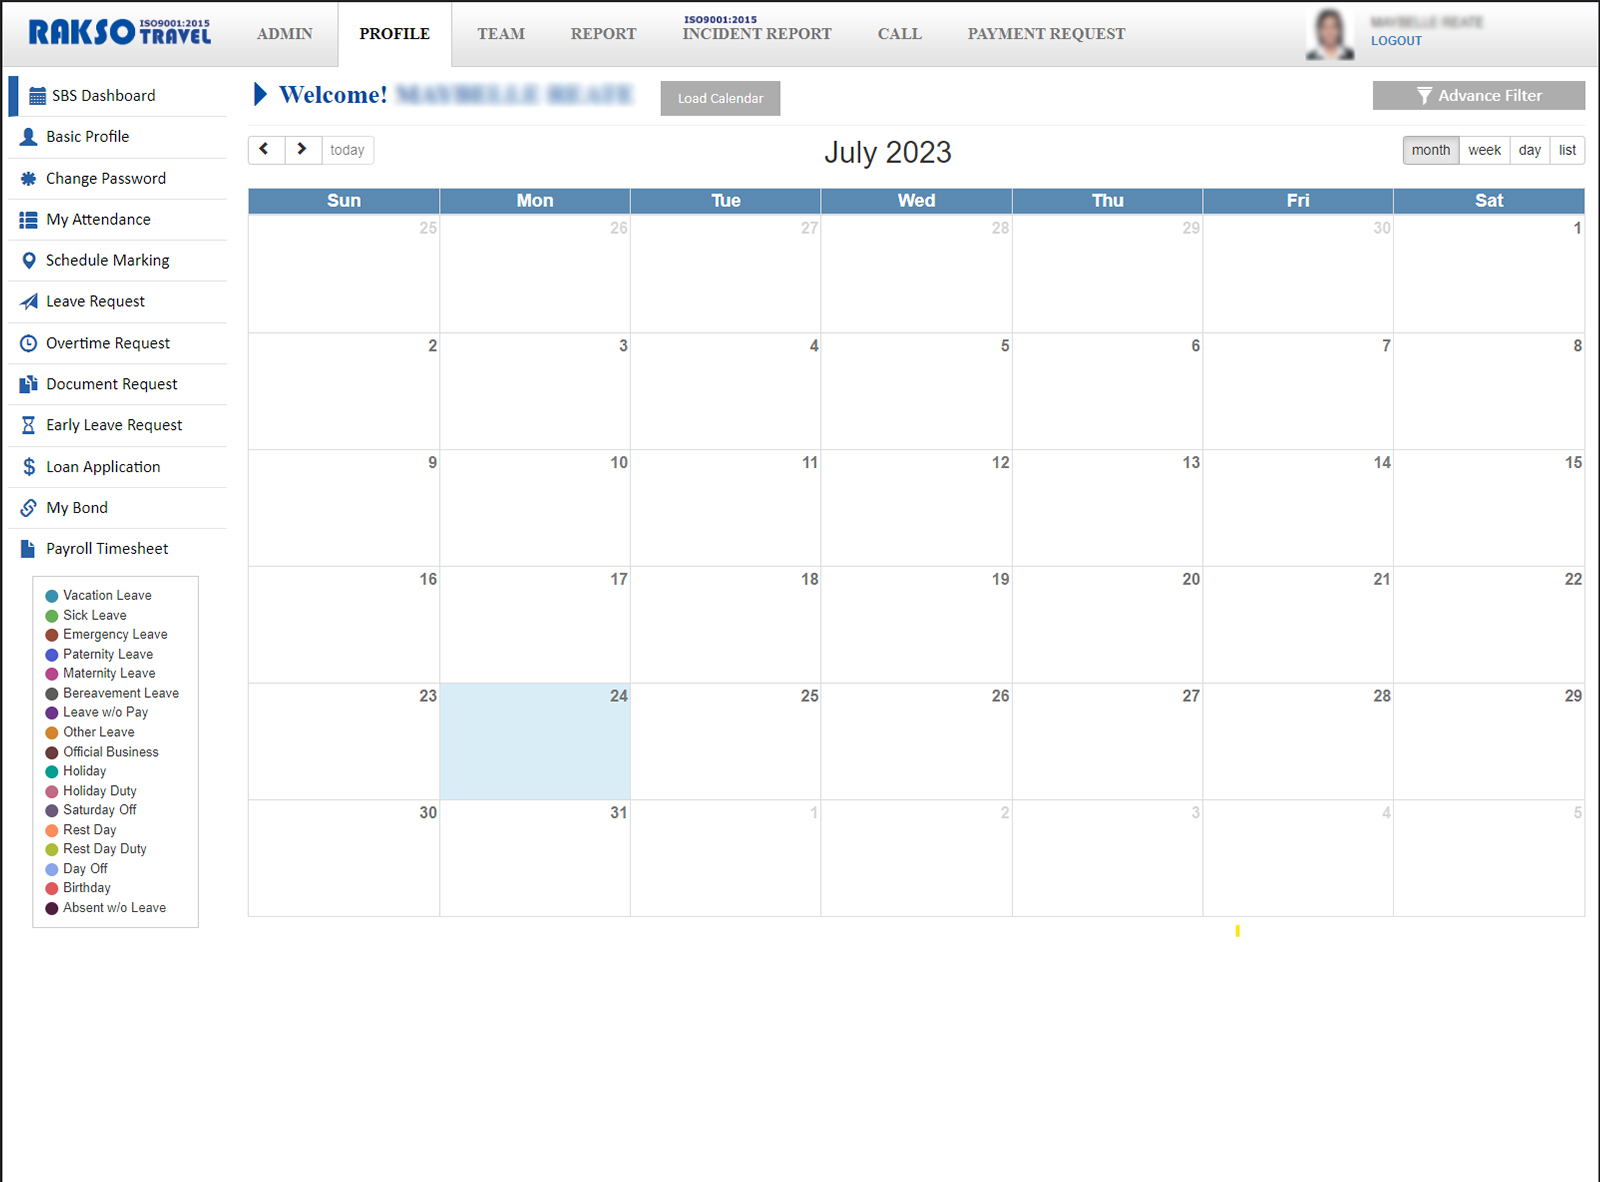 RAKSO ISO9001:2015 TRAVEL
ADMIN
PROFILE
TEAM
REPORT
ISO9001:2015
INCIDENT REPORT
CALL
PAYMENT REQUEST
LOGOUT
SBS Dashboard
Basic Profile
Change Password
My Attendance
Schedule Marking
Leave Request
Overtime Request
Document Request
Early Leave Request
Loan Application
My Bond
Payroll Timesheet
Vacation Leave
Sick Leave
Emergency Leave
Paternity Leave
Maternity Leave
Bereavement Leave
Leave w/o Pay
Other Leave
Official Business
Holiday
Holiday Duty
Saturday Off
Rest Day
Rest Day Duty
Day Off
Birthday
Absent w/o Leave
Welcome!
Load Calendar
Advance Filter
today
July 2023
month week day list
Sun Mon Tue Wed Thu Fri Sat
25 26 27 28 29 30 1
2 3 4 5 6 7 8
9 10 11 12 13 14 15
16 17 18 19 20 21 22
23 24 25 26 27 28 29
30 31 1 2 3 4 5